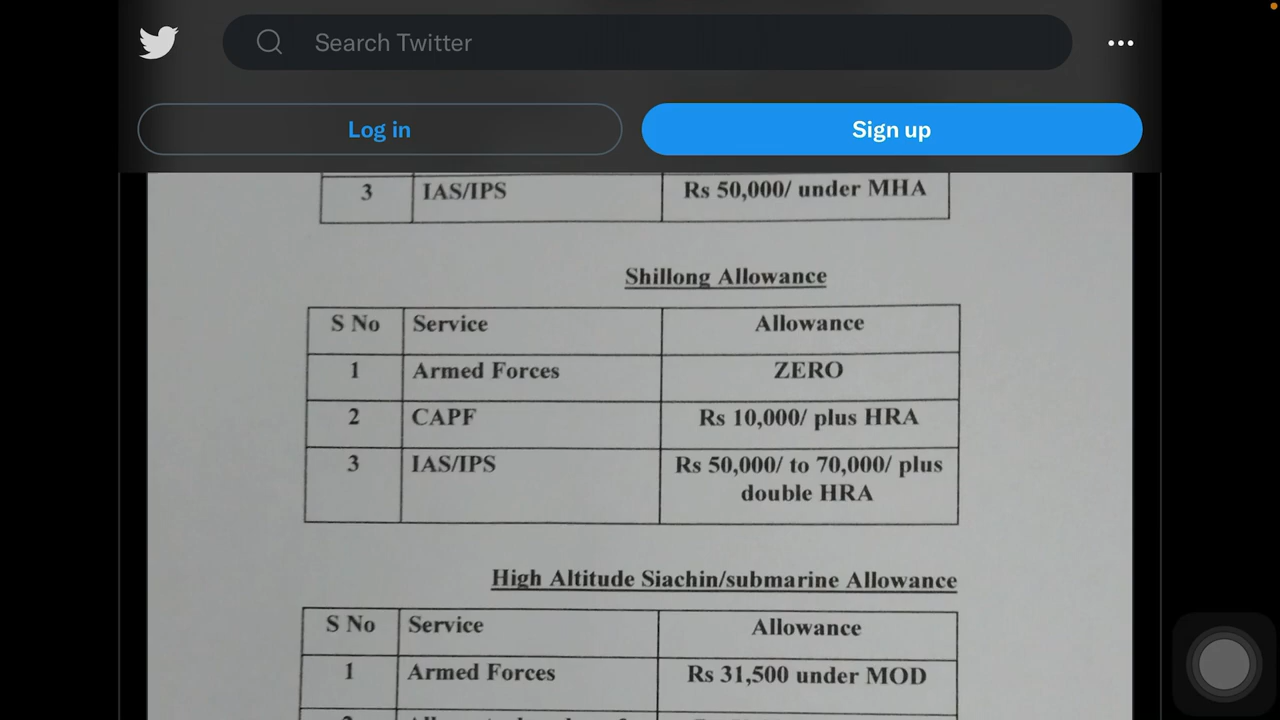 Search Twitter
Log in
Sign up
3 IAS/IPS Rs 50,000/ under MHA
Shillong Allowance
S No Service Allowance
1 Armed Forces ZERO
2 CAPF Rs 10,000/ plus HRA
3 IAS/IPS Rs 50,000/ to 70,000/ plus
double HRA
High Altitude Siachin/submarine Allowance
S No Service Allowance
1 Armed Forces Rs 31,500 under MOD